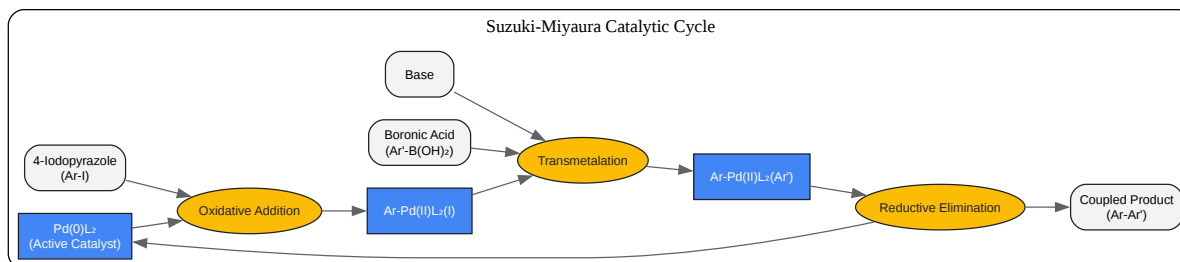 Suzuki-Miyaura Catalytic Cycle
Base
Boronic Acid
(Ar'-B(OH)₂)
Transmetalation
4-Iodopyrazole
(Ar-I)
Oxidative Addition
Pd(0)L₂
(Active Catalyst)
Ar-Pd(II)L₂(I)
Ar-Pd(II)L₂(Ar')
Reductive Elimination
Coupled Product
(Ar-Ar')